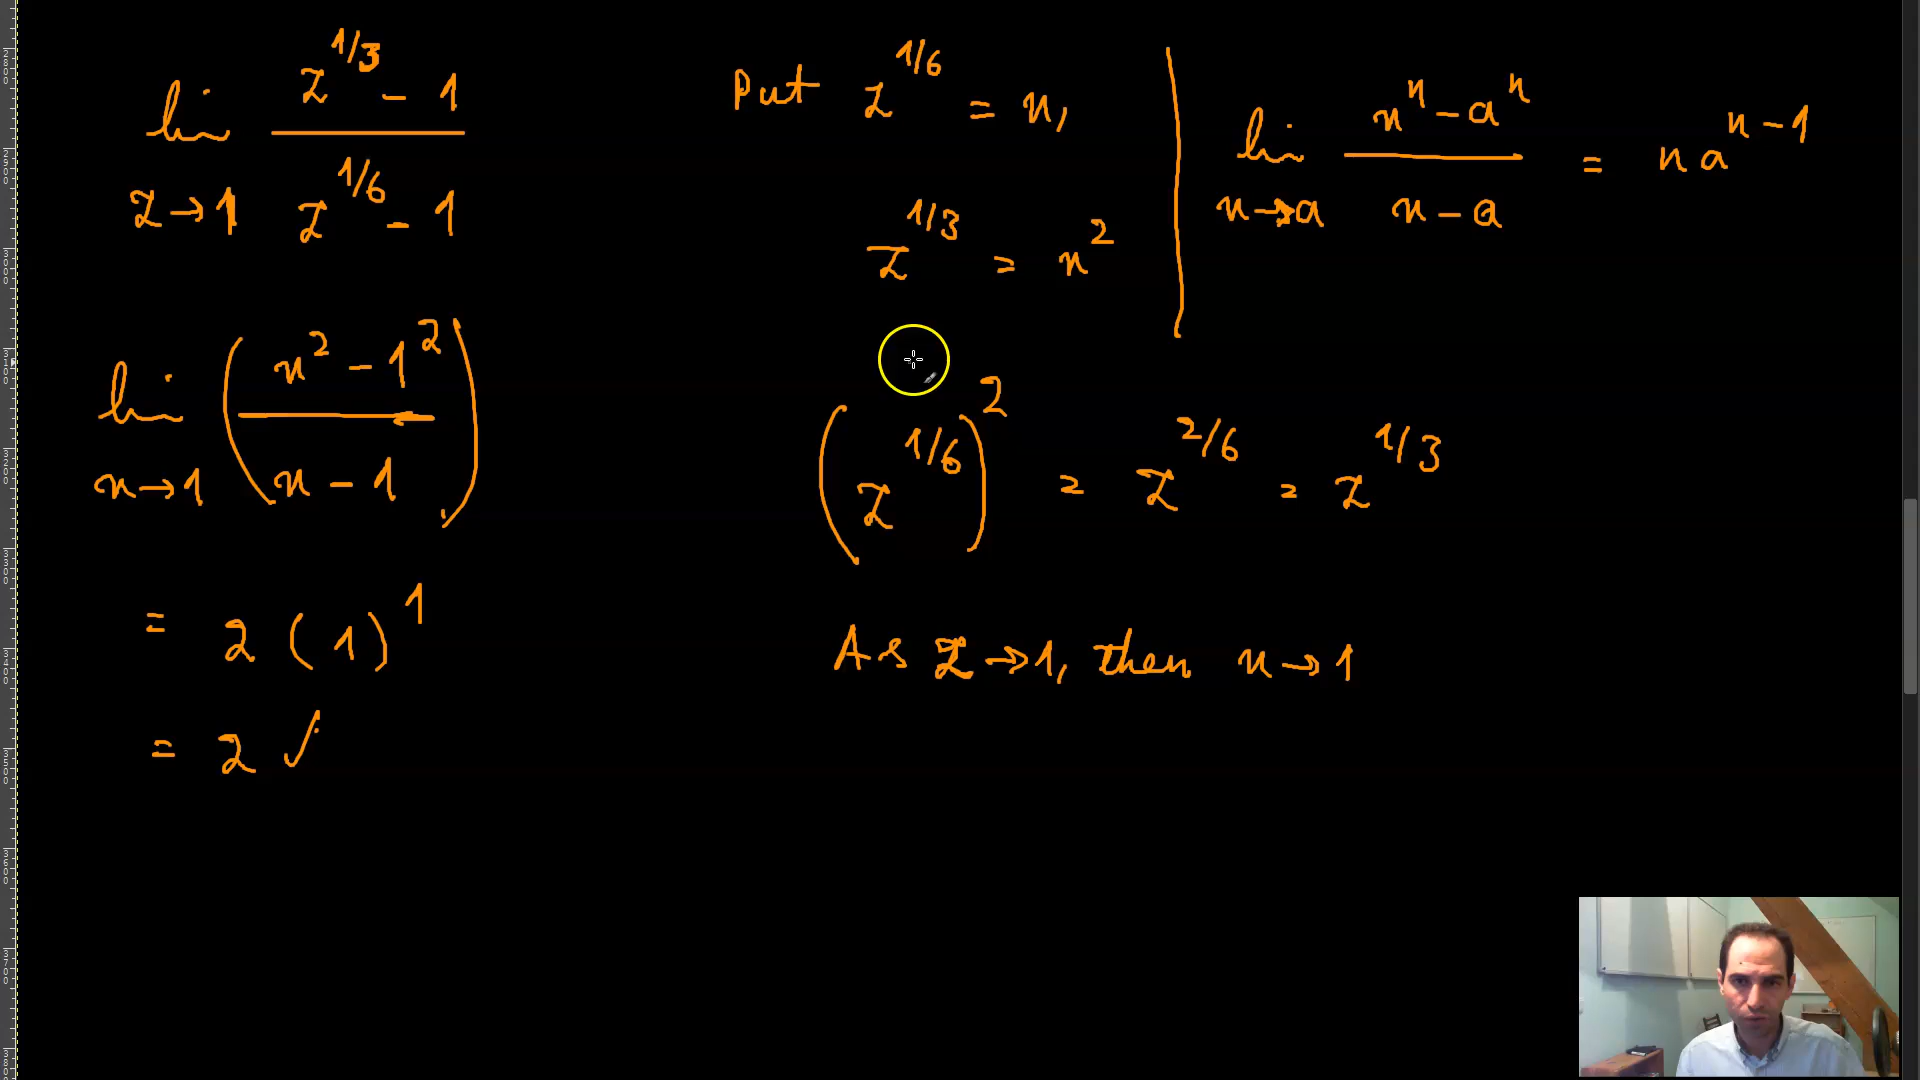 lim z→1 (z^{1/3} - 1)/(z^{1/6} - 1)
lim x→1 ((x^2 - 1^2)/(x - 1))
= 2 (1)^1
= 2 ✓
Put z^{1/6} = x,
z^{1/3} = x^2
(z^{1/6})^2 = z^{2/6} = z^{1/3}
As z→1, then x→1
lim x→a (x^n - a^n)/(x - a) = n a^{n-1}